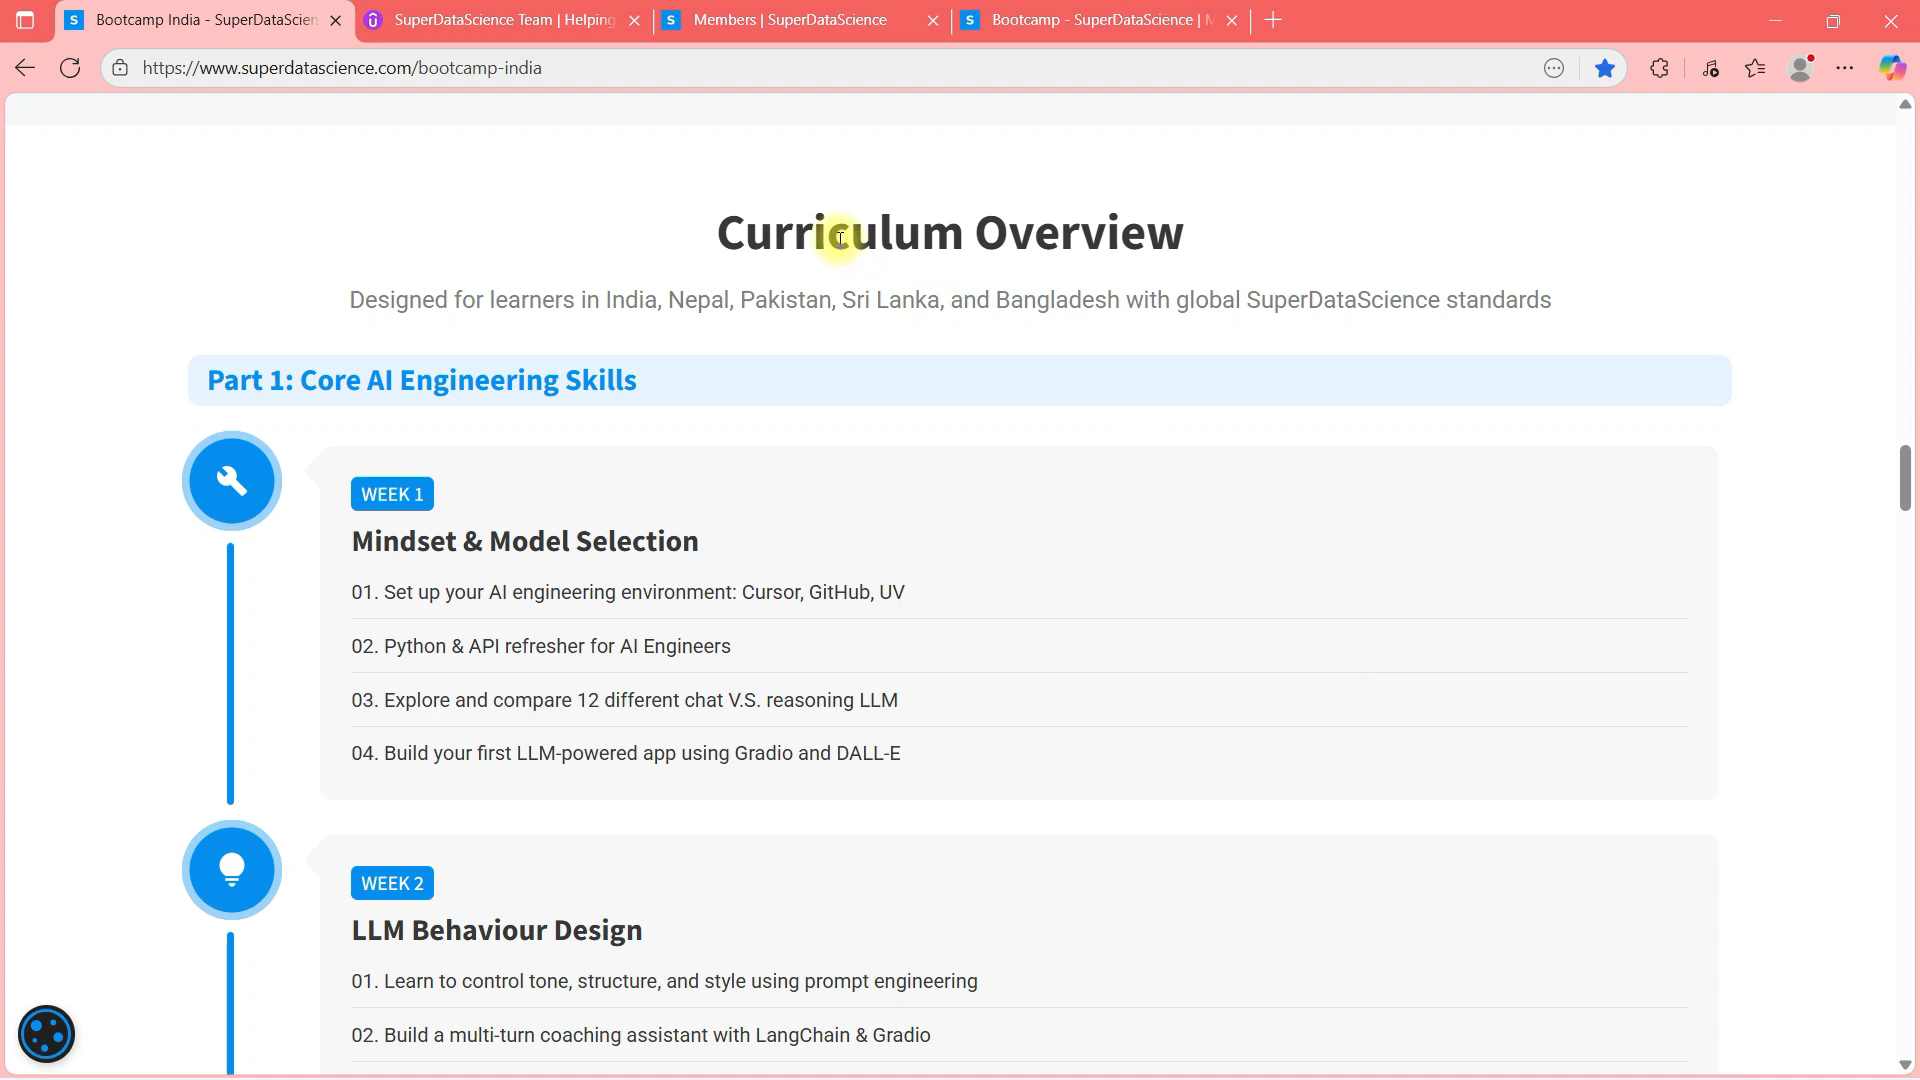 Bootcamp India - SuperDataScien
SuperDataScience Team | Helping
Members | SuperDataScience
Bootcamp - SuperDataScience | M
https://www.superdatascience.com/bootcamp-india
Curriculum Overview
Designed for learners in India, Nepal, Pakistan, Sri Lanka, and Bangladesh with global SuperDataScience standards
Part 1: Core AI Engineering Skills
WEEK 1
Mindset & Model Selection
01. Set up your AI engineering environment: Cursor, GitHub, UV
02. Python & API refresher for AI Engineers
03. Explore and compare 12 different chat V.S. reasoning LLM
04. Build your first LLM-powered app using Gradio and DALL-E
WEEK 2
LLM Behaviour Design
01. Learn to control tone, structure, and style using prompt engineering
02. Build a multi-turn coaching assistant with LangChain & Gradio